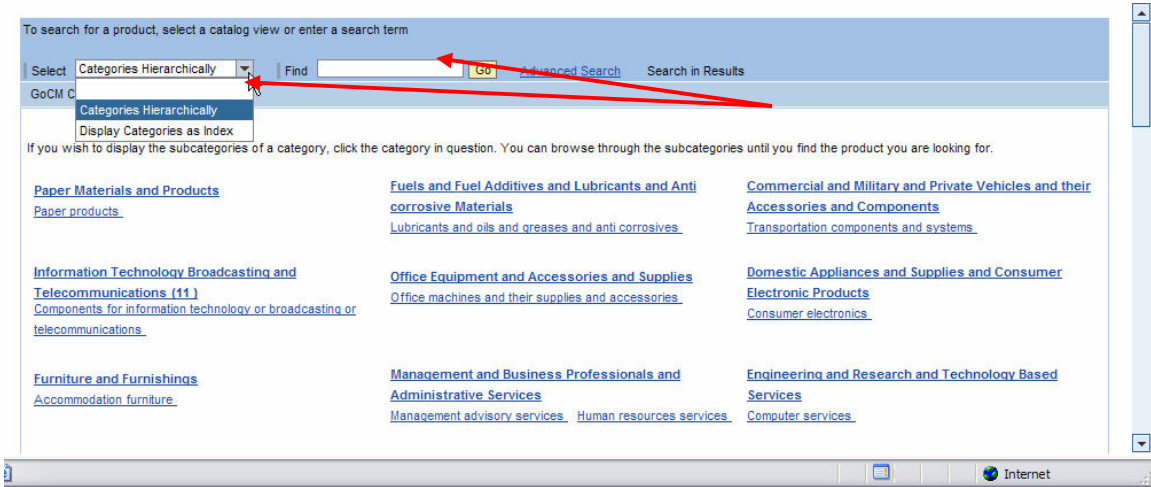 To search for a product, select a catalog view or enter a search term
Select Categories Hierarchically Find Go Advanced Search Search in Results
GoCM C
Categories Hierarchically
Display Categories as Index
If you wish to display the subcategories of a category, click the category in question. You can browse through the subcategories until you find the product you are looking for.
Paper Materials and Products
Paper products
Fuels and Fuel Additives and Lubricants and Anti
corrosive Materials
Lubricants and oils and greases and anti corrosives
Commercial and Military and Private Vehicles and their
Accessories and Components
Transportation components and systems
Information Technology Broadcasting and
Telecommunications (11 )
Components for information technology or broadcasting or
telecommunications
Office Equipment and Accessories and Supplies
Office machines and their supplies and accessories
Domestic Appliances and Supplies and Consumer
Electronic Products
Consumer electronics
Furniture and Furnishings
Accommodation furniture
Management and Business Professionals and
Administrative Services
Management advisory services Human resources services
Engineering and Research and Technology Based
Services
Computer services
Internet